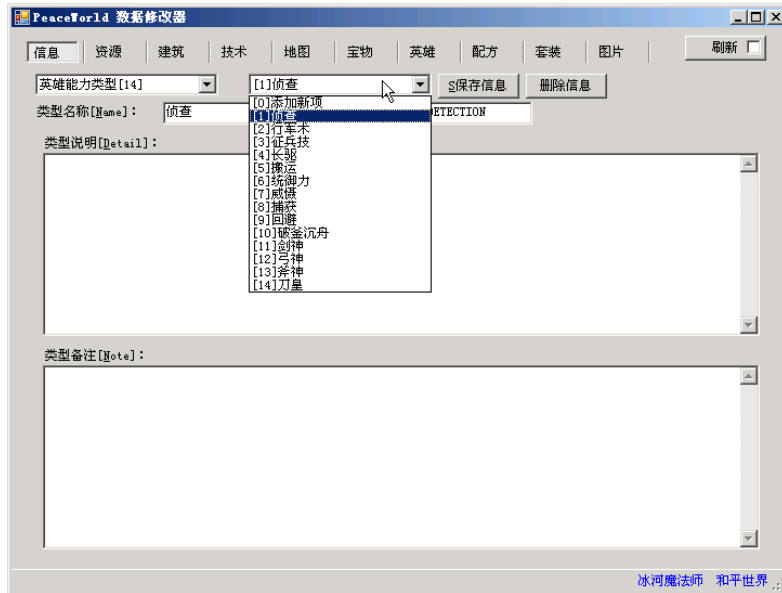 PeaceWorld 数据修改器
信息 资源 建筑 技术 地图 宝物 英雄 配方 套装 图片 刷新
英雄能力类型[14] [1]侦查 S保存信息 删除信息
类型名称[Name]: 侦查 ETECTION
[0]添加新项
[1]侦查
[2]行军术
[3]征兵技
[4]长驱
[5]搬运
[6]统御力
[7]威慑
[8]捕获
[9]回避
[10]破釜沉舟
[11]剑神
[12]弓神
[13]斧神
[14]刀皇
类型说明[Detail]:
类型备注[Note]:
冰河魔法师 和平世界